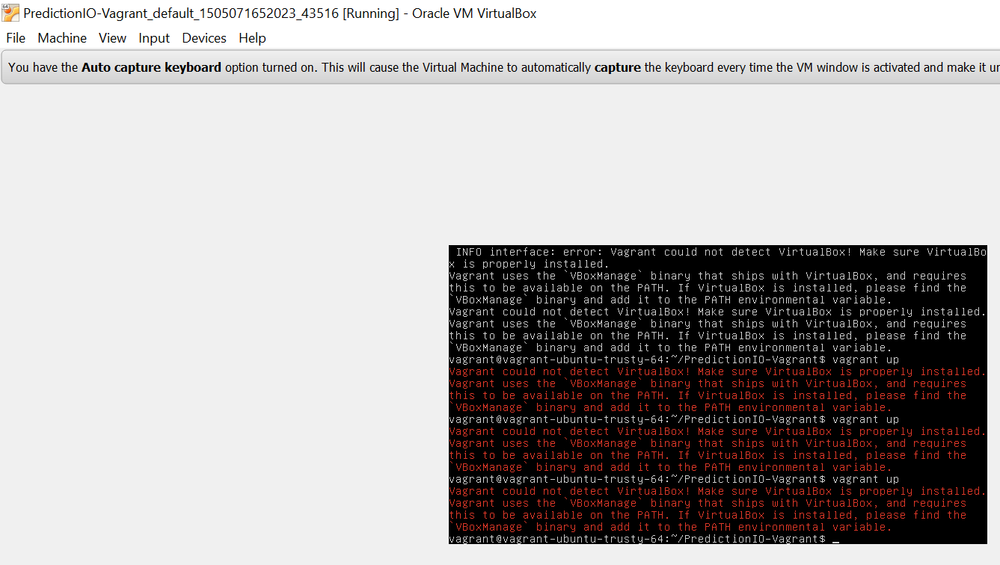 64
PredictionIO-Vagrant_default_1505071652023_43516 [Running] - Oracle VM VirtualBox
File Machine View Input Devices Help
You have the Auto capture keyboard option turned on. This will cause the Virtual Machine to automatically capture the keyboard every time the VM window is activated and make it
INFO interface: error: Vagrant could not detect VirtualBox! Make sure VirtualBo
x is properly installed.
Vagrant uses the `VBoxManage` binary that ships with VirtualBox, and requires
this to be available on the PATH. If VirtualBox is installed, please find the
`VBoxManage` binary and add it to the PATH environmental variable.
Vagrant could not detect VirtualBox! Make sure VirtualBox is properly installed.
Vagrant uses the `VBoxManage` binary that ships with VirtualBox, and requires
this to be available on the PATH. If VirtualBox is installed, please find the
`VBoxManage` binary and add it to the PATH environmental variable.
vagrant@vagrant-ubuntu-trusty-64:~/PredictionIO-Vagrant$ vagrant up
Vagrant could not detect VirtualBox! Make sure VirtualBox is properly installed.
Vagrant uses the `VBoxManage` binary that ships with VirtualBox, and requires
this to be available on the PATH. If VirtualBox is installed, please find the
`VBoxManage` binary and add it to the PATH environmental variable.
vagrant@vagrant-ubuntu-trusty-64:~/PredictionIO-Vagrant$ vagrant up
Vagrant could not detect VirtualBox! Make sure VirtualBox is properly installed.
Vagrant uses the `VBoxManage` binary that ships with VirtualBox, and requires
this to be available on the PATH. If VirtualBox is installed, please find the
`VBoxManage` binary and add it to the PATH environmental variable.
vagrant@vagrant-ubuntu-trusty-64:~/PredictionIO-Vagrant$ vagrant up
Vagrant could not detect VirtualBox! Make sure VirtualBox is properly installed.
Vagrant uses the `VBoxManage` binary that ships with VirtualBox, and requires
this to be available on the PATH. If VirtualBox is installed, please find the
`VBoxManage` binary and add it to the PATH environmental variable.
vagrant@vagrant-ubuntu-trusty-64:~/PredictionIO-Vagrant$ _